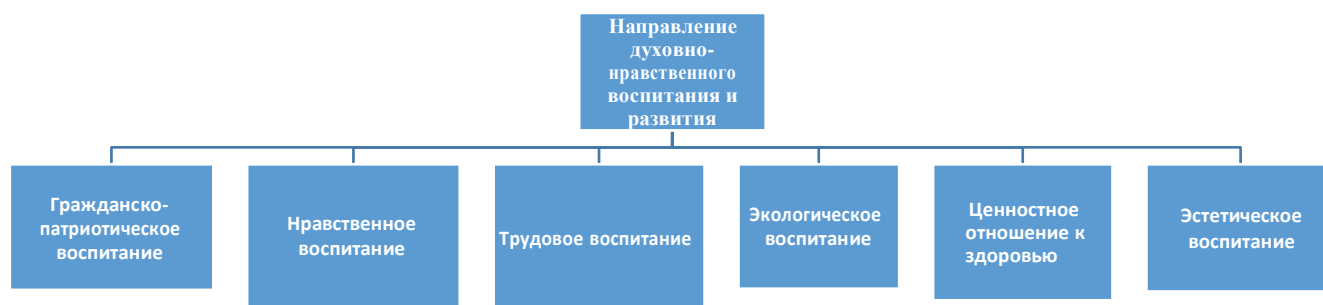 Направление
духовно-
нравственного
воспитания и
развития
Гражданско-
патриотическое
воспитание
Нравственное
воспитание
Трудовое воспитание
Экологическое
воспитание
Ценностное
отношение к
здоровью
Эстетическое
воспитание